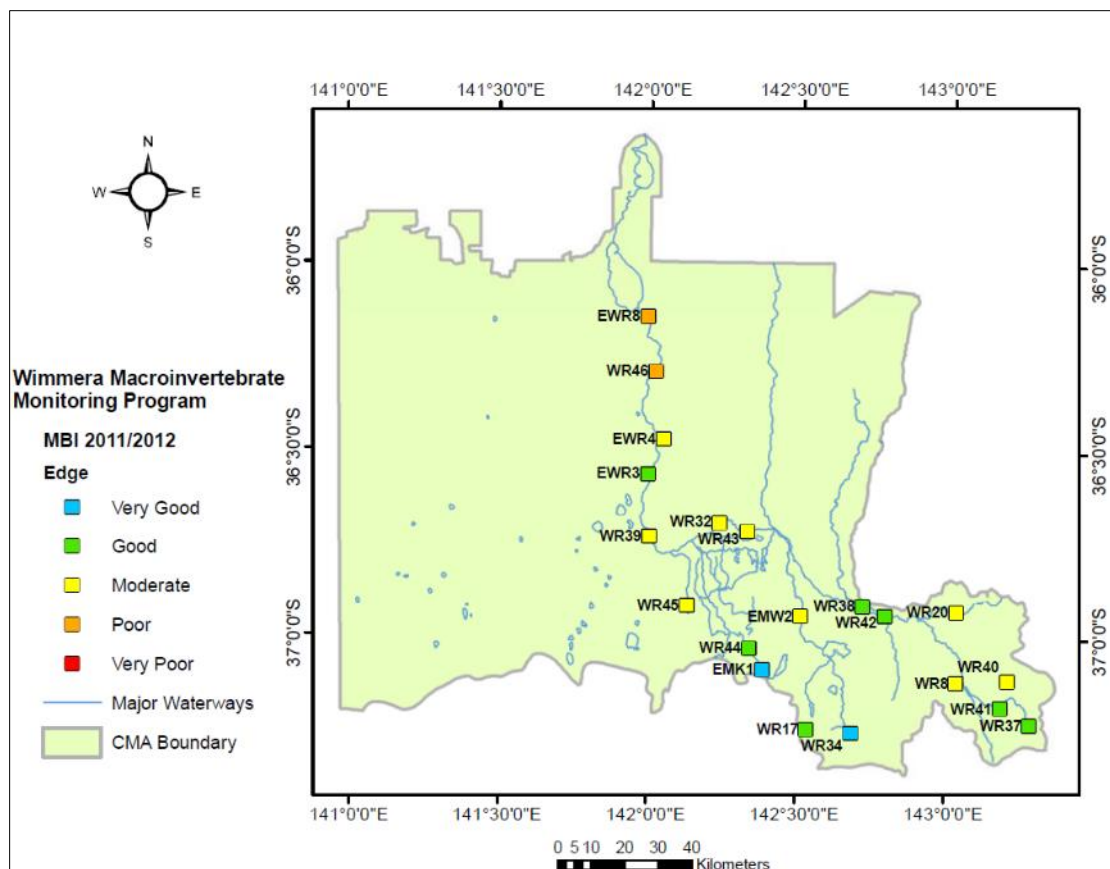 141°0'0"E 141°30'0"E 142°0'0"E 142°30'0"E 143°0'0"E
N
W E
S
36°0'0"S 36°0'0"S
EWR8
WR46
Wimmera Macroinvertebrate
Monitoring Program
MBI 2011/2012
EWR4
36°30'0"S 36°30'0"S
Edge
EWR3
Very Good
WR32
WR43
WR39
Good
Moderate
WR45
WR38
WR20
EMW2
WR42
Poor
37°0'0"S 37°0'0"S
WR44
Very Poor
EMK1
WR40
WR8
Major Waterways
WR41
WR37
CMA Boundary
WR17
WR34
141°0'0"E 141°30'0"E 142°0'0"E 142°30'0"E 143°0'0"E
0 5 10 20 30 40
Kilometers